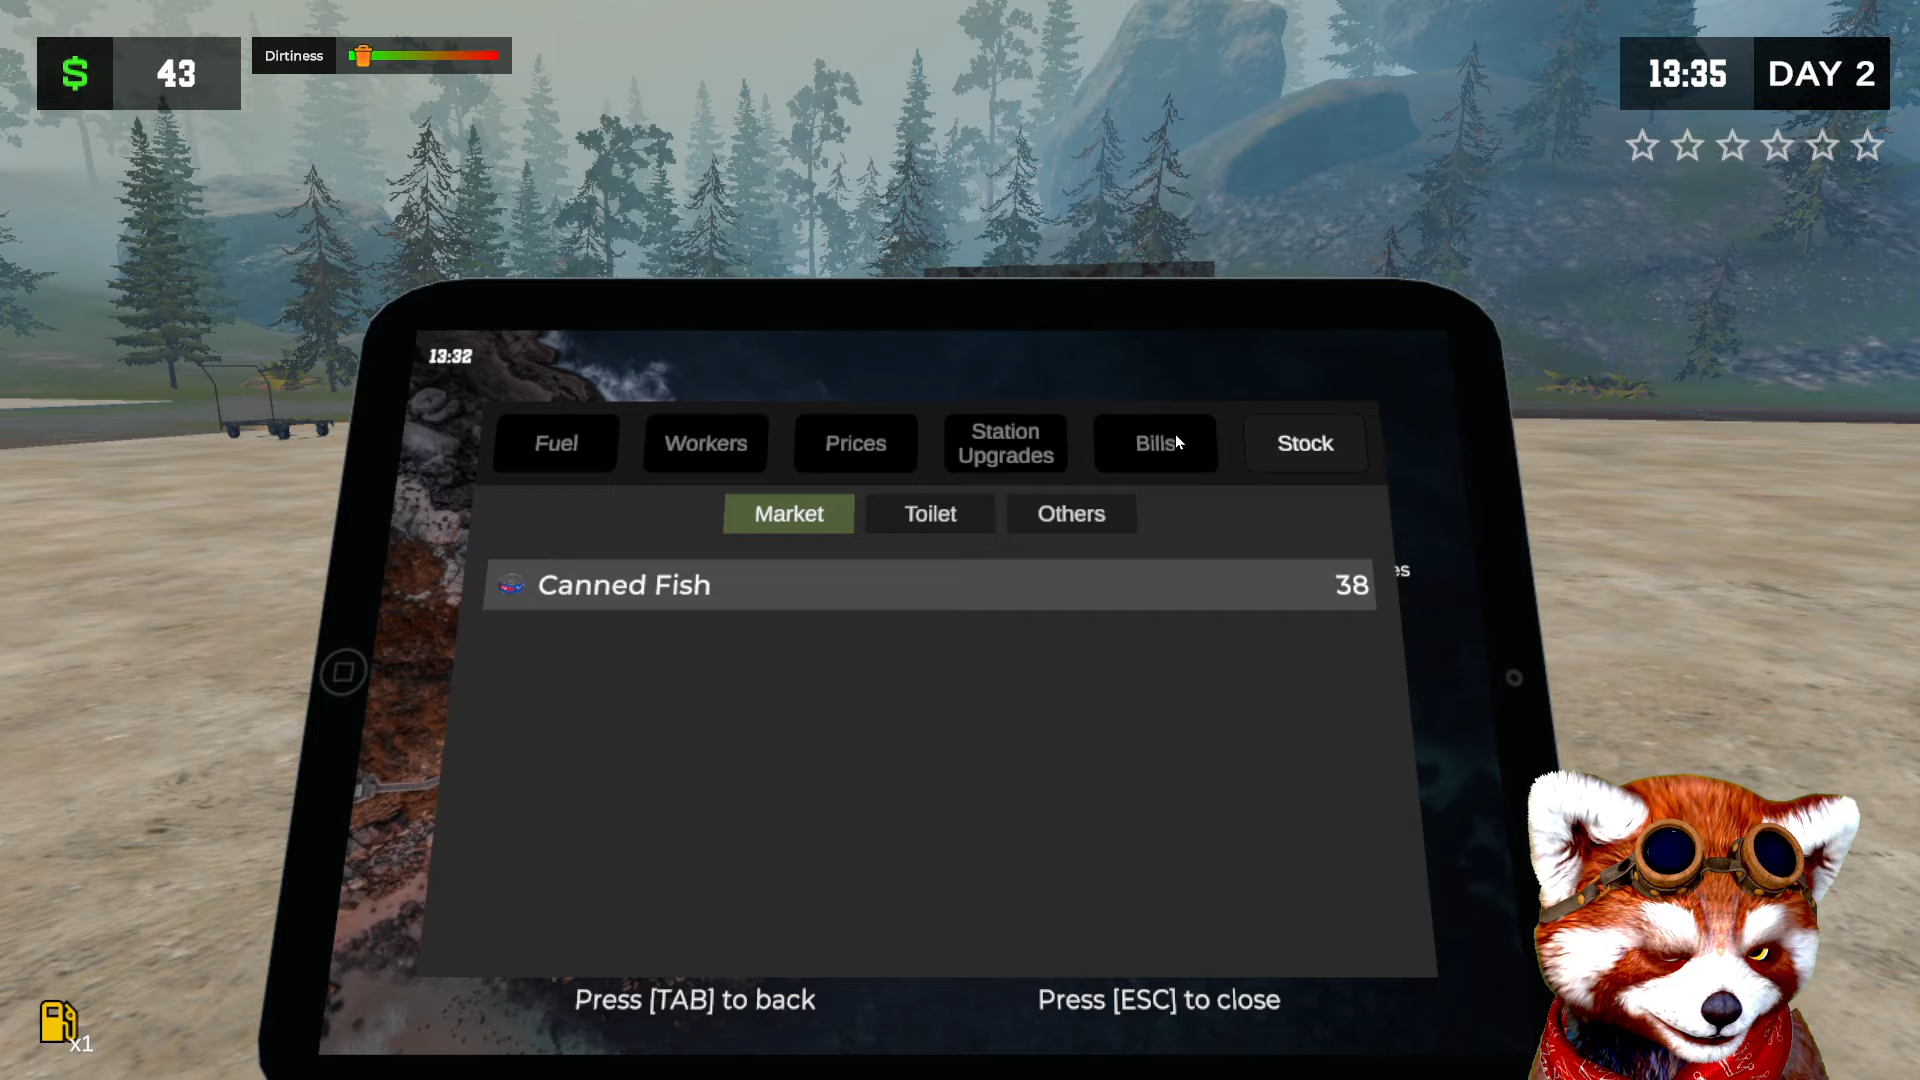 $ 43
Dirtiness
13:35 DAY 2
13:32
Fuel
Workers
Prices
Station
Upgrades
Bills
Stock
Market
Toilet
Others
Canned Fish 38
es
Press [TAB] to back
Press [ESC] to close
x1